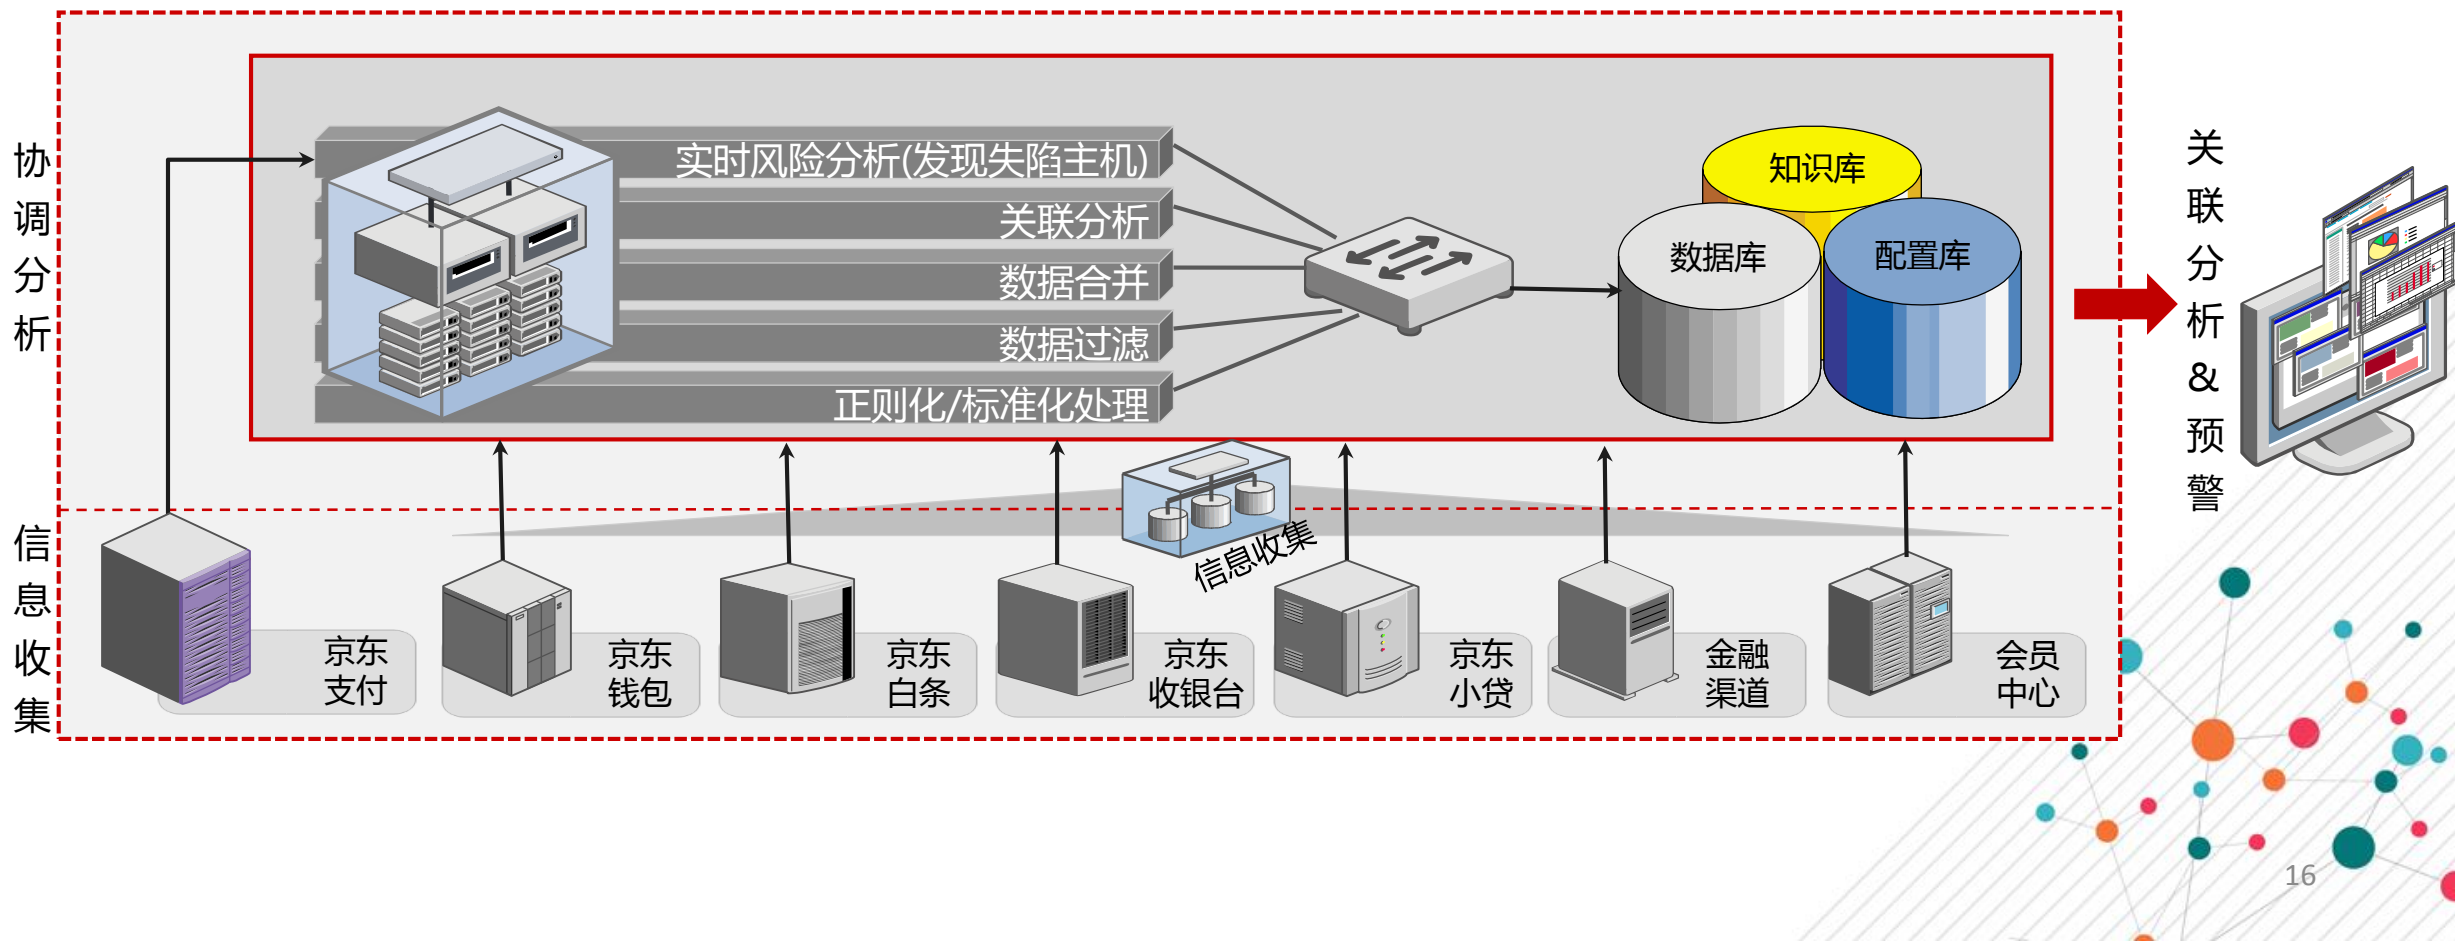 协调分析
实时风险分析(发现失陷主机)
关联分析
数据合并
数据过滤
正则化/标准化处理
知识库
数据库
配置库
关联分析&预警
信息收集
信息收集
京东
支付
京东
钱包
京东
白条
京东
收银台
京东
小贷
金融
渠道
会员
中心
16